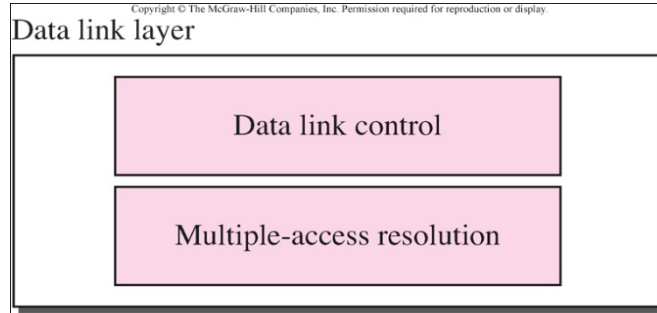 Copyright © The McGraw-Hill Companies, Inc. Permission required for reproduction or display.
Data link layer
Data link control
Multiple-access resolution